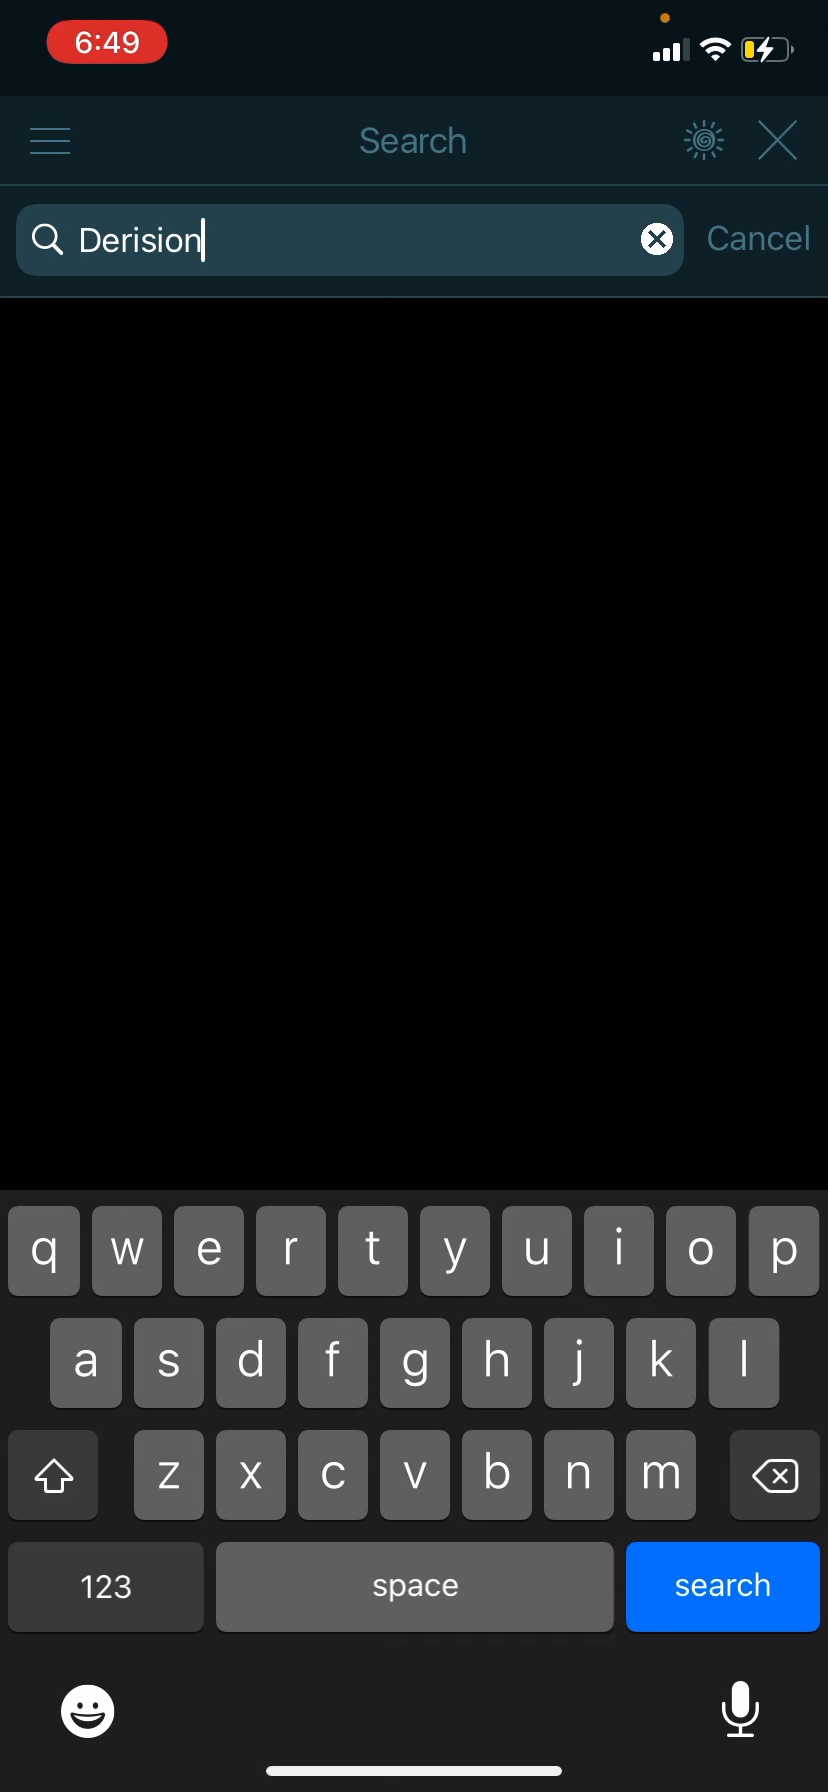 6:49
Search
Derision
Cancel
q w e r t y u i o p
a s d f g h j k l
z x c v b n m
123 space search